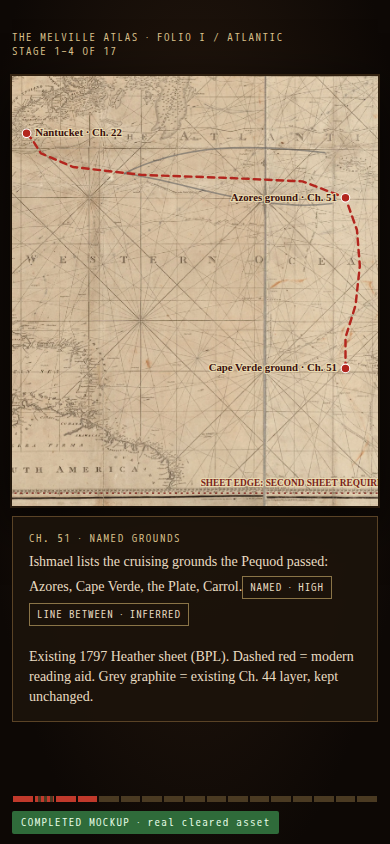 THE MELVILLE ATLAS · FOLIO I / ATLANTIC
STAGE 1–4 OF 17
Nantucket · Ch. 22
H E A T L A N T I
Azores ground · Ch. 51
W E S T E R N O C E A
Cape Verde ground · Ch. 51
UTH AMERICA
SHEET EDGE: SECOND SHEET REQUIR
CH. 51 · NAMED GROUNDS
Ishmael lists the cruising grounds the Pequod passed:
Azores, Cape Verde, the Plate, Carrol. NAMED · HIGH
LINE BETWEEN · INFERRED
Existing 1797 Heather sheet (BPL). Dashed red = modern
reading aid. Grey graphite = existing Ch. 44 layer, kept
unchanged.
COMPLETED MOCKUP · real cleared asset